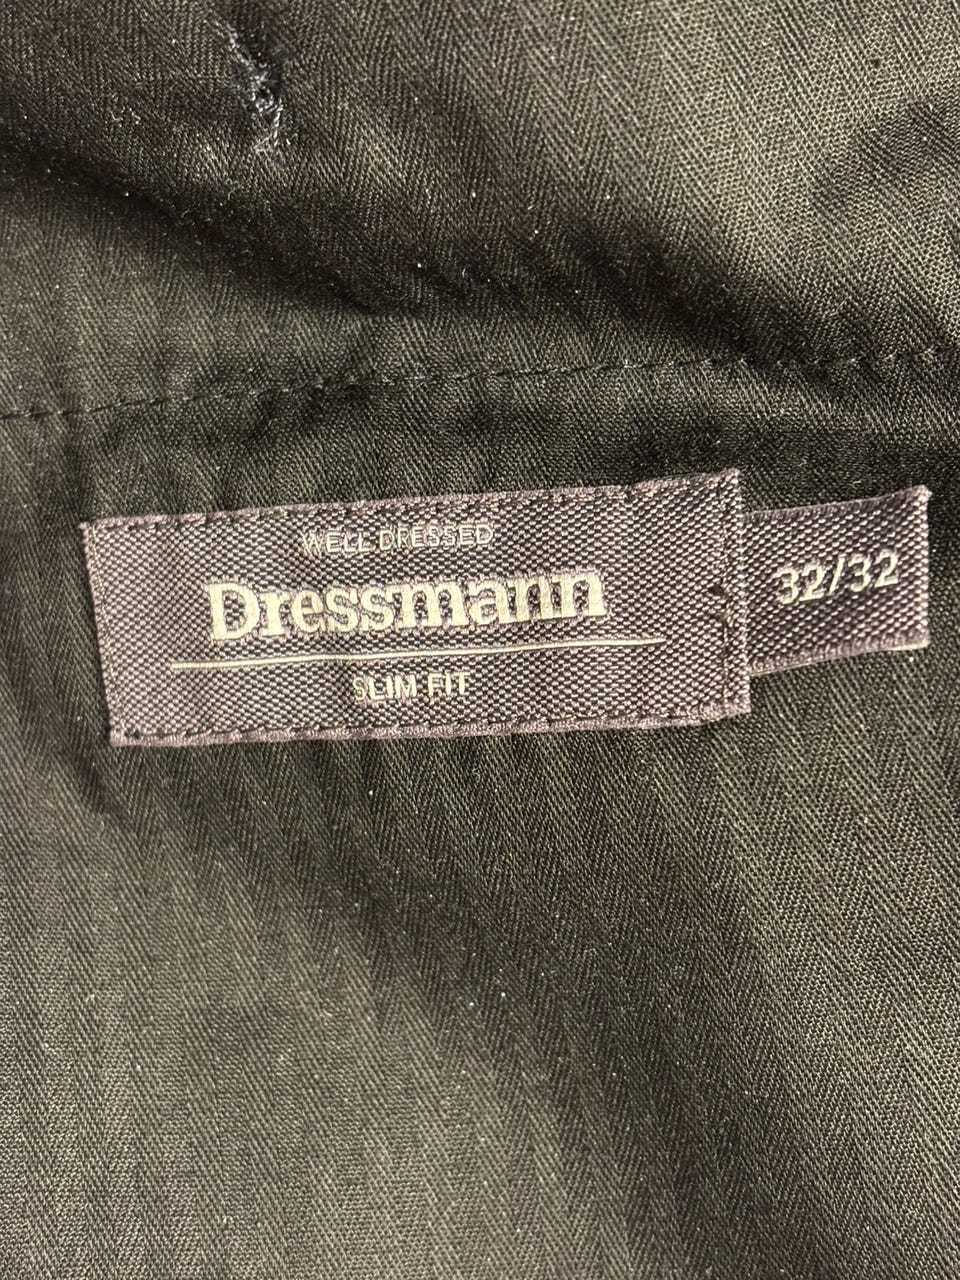 WELL DRESSED
Dressmann
SLIM FIT
32/32